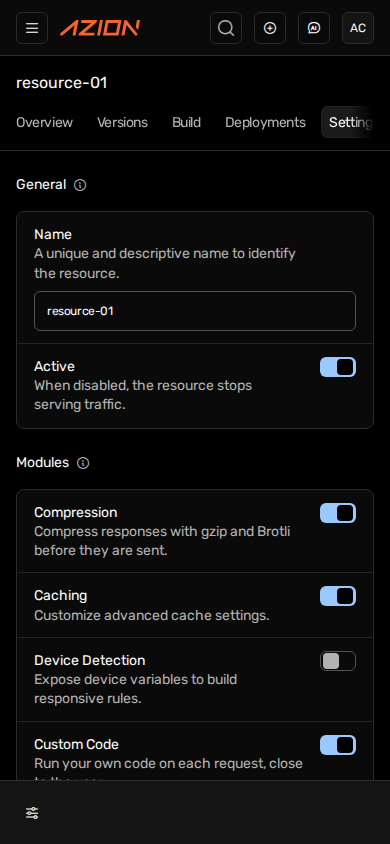 AZION
AI
AC
resource-01
Overview
Versions
Build
Deployments
Setting
General
Name
A unique and descriptive name to identify
the resource.
resource-01
Active
When disabled, the resource stops
serving traffic.
Modules
Compression
Compress responses with gzip and Brotli
before they are sent.
Caching
Customize advanced cache settings.
Device Detection
Expose device variables to build
responsive rules.
Custom Code
Run your own code on each request, close